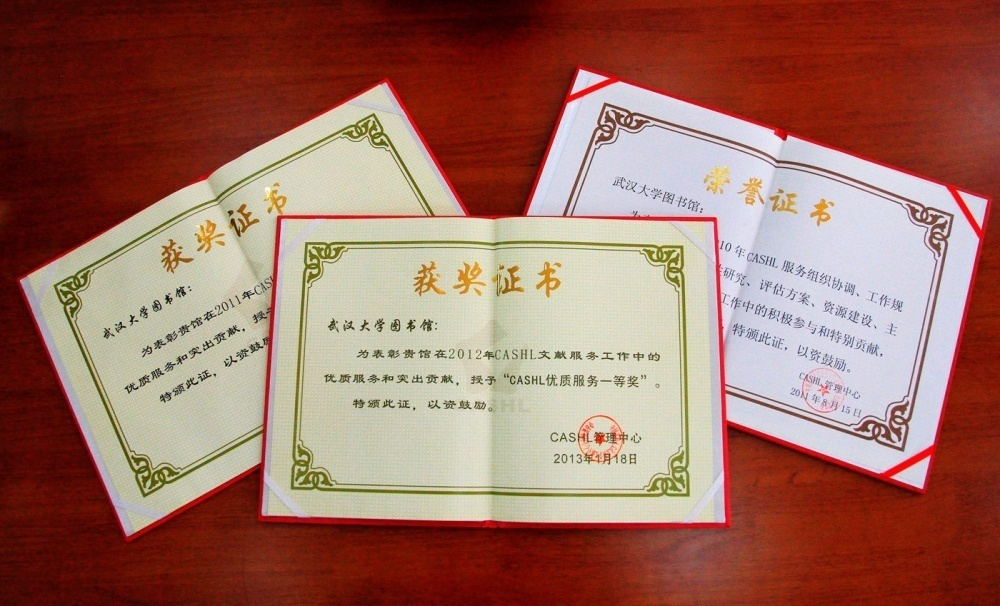 获奖证书
武汉大学图书馆：
为表彰贵馆在2011年CASHL
优质服务和突出贡献，授予
特颁此证，以资鼓励
获奖证书
武汉大学图书馆：
为表彰贵馆在2012年CASHL文献服务工作中的
优质服务和突出贡献，授予“CASHL优质服务一等奖”。
特颁此证，以资鼓励。
CASHL管理中心
2013年1月18日
荣誉证书
武汉大学图书馆：
10年CASHL服务组织协调、工作规
研究、评估方案、资源建设、主
工作中的积极参与和特别贡献，
特颁此证，以资鼓励。
CASHL管理中心
2011年8月15日